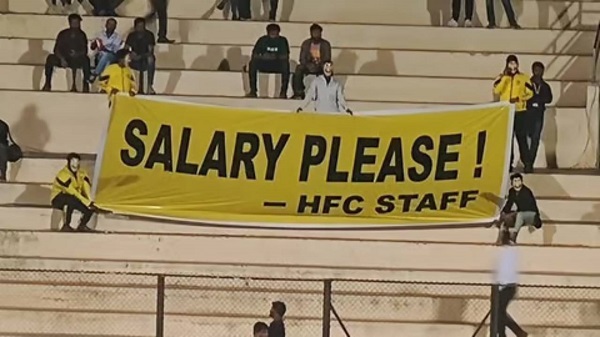 SALARY PLEASE !
– HFC STAFF